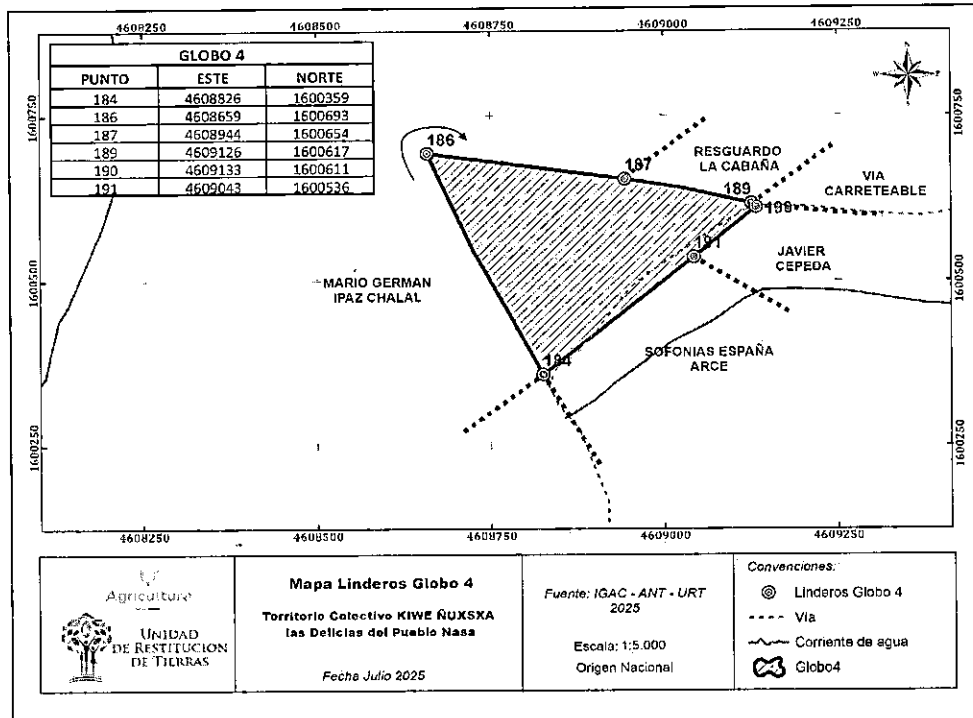 4608250 4608500 4608750 4609000 4609250
GLOBO 4
PUNTO ESTE NORTE
184 4608826 1600359
186 4608659 1600693
187 4608944 1600654
189 4609126 1600617
190 4609133 1600611
191 4609043 1600536
N
W
1600750 1600750
186
187
RESGUARDO
LA CABAÑA
VIA
CARRETEABLE
189
190
191
JAVIER
CEPEDA
1600500 1600500
MARIO GERMAN
IPAZ CHALAL
SOFONIAS ESPAÑA
ARCE
184
1600250 1600250
4608250 4608500 4608750 4609000 4609250
Agricultura
UNIDAD
DE RESTITUCION
DE TIERRAS
Mapa Linderos Globo 4
Territorio Colectivo KIWE ÑUXSXA
las Delicias del Pueblo Nasa
Fecha Julio 2025
Fuente: IGAC - ANT - URT
2025
Escala: 1:5.000
Origen Nacional
Convenciones:
Linderos Globo 4
Via
Corriente de agua
Globo4